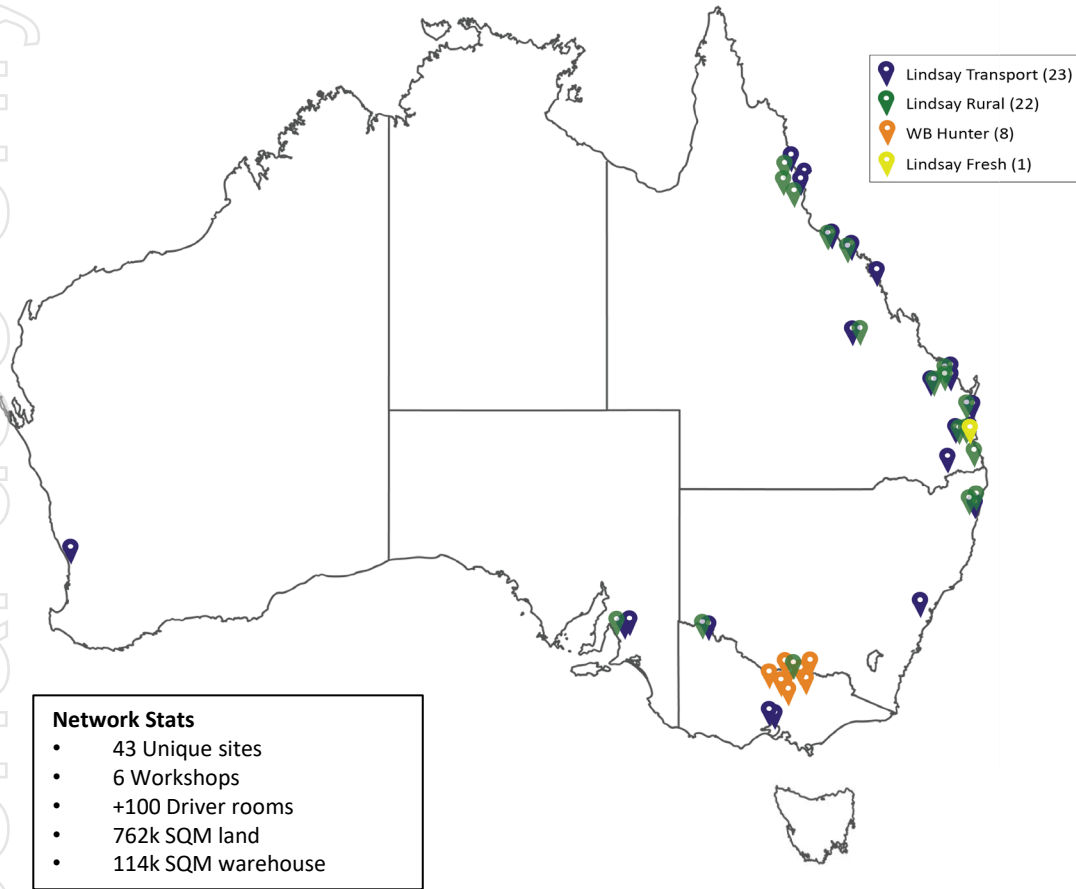 Lindsay Transport (23)
Lindsay Rural (22)
WB Hunter (8)
Lindsay Fresh (1)
Network Stats
• 43 Unique sites
• 6 Workshops
• +100 Driver rooms
• 762k SQM land
• 114k SQM warehouse